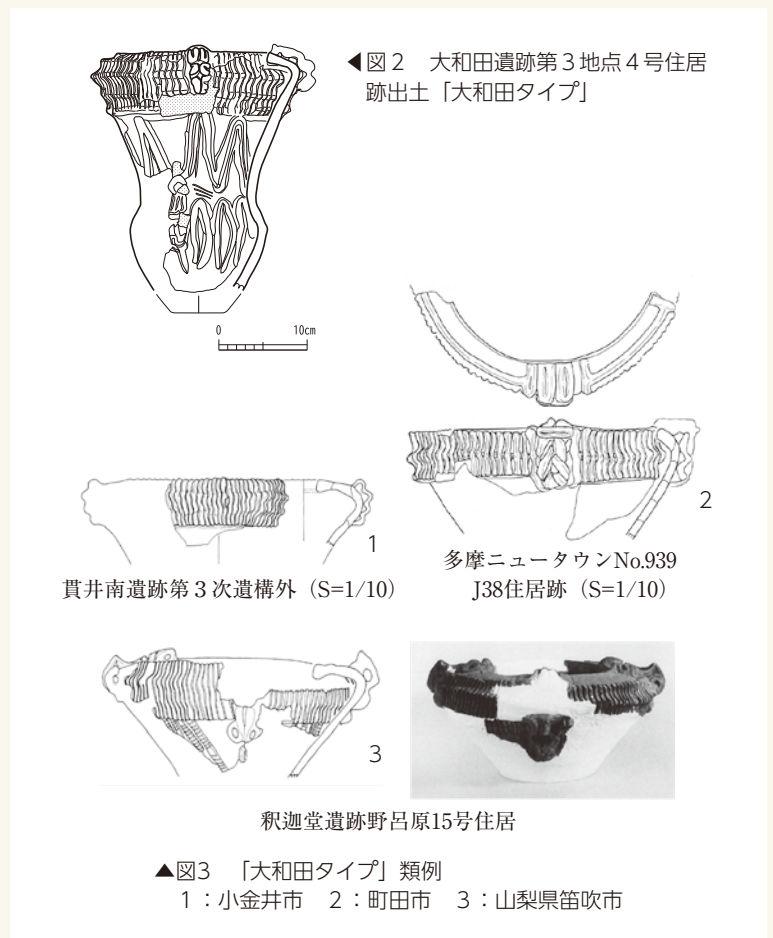 ◀図２　大和田遺跡第３地点４号住居
跡出土「大和田タイプ」
0　10cm
1
貫井南遺跡第３次遺構外（S=1/10）
2
多摩ニュータウンNo.939
J38住居跡（S=1/10）
3
釈迦堂遺跡野呂原15号住居
▲図3　「大和田タイプ」類例
１：小金井市　２：町田市　３：山梨県笛吹市